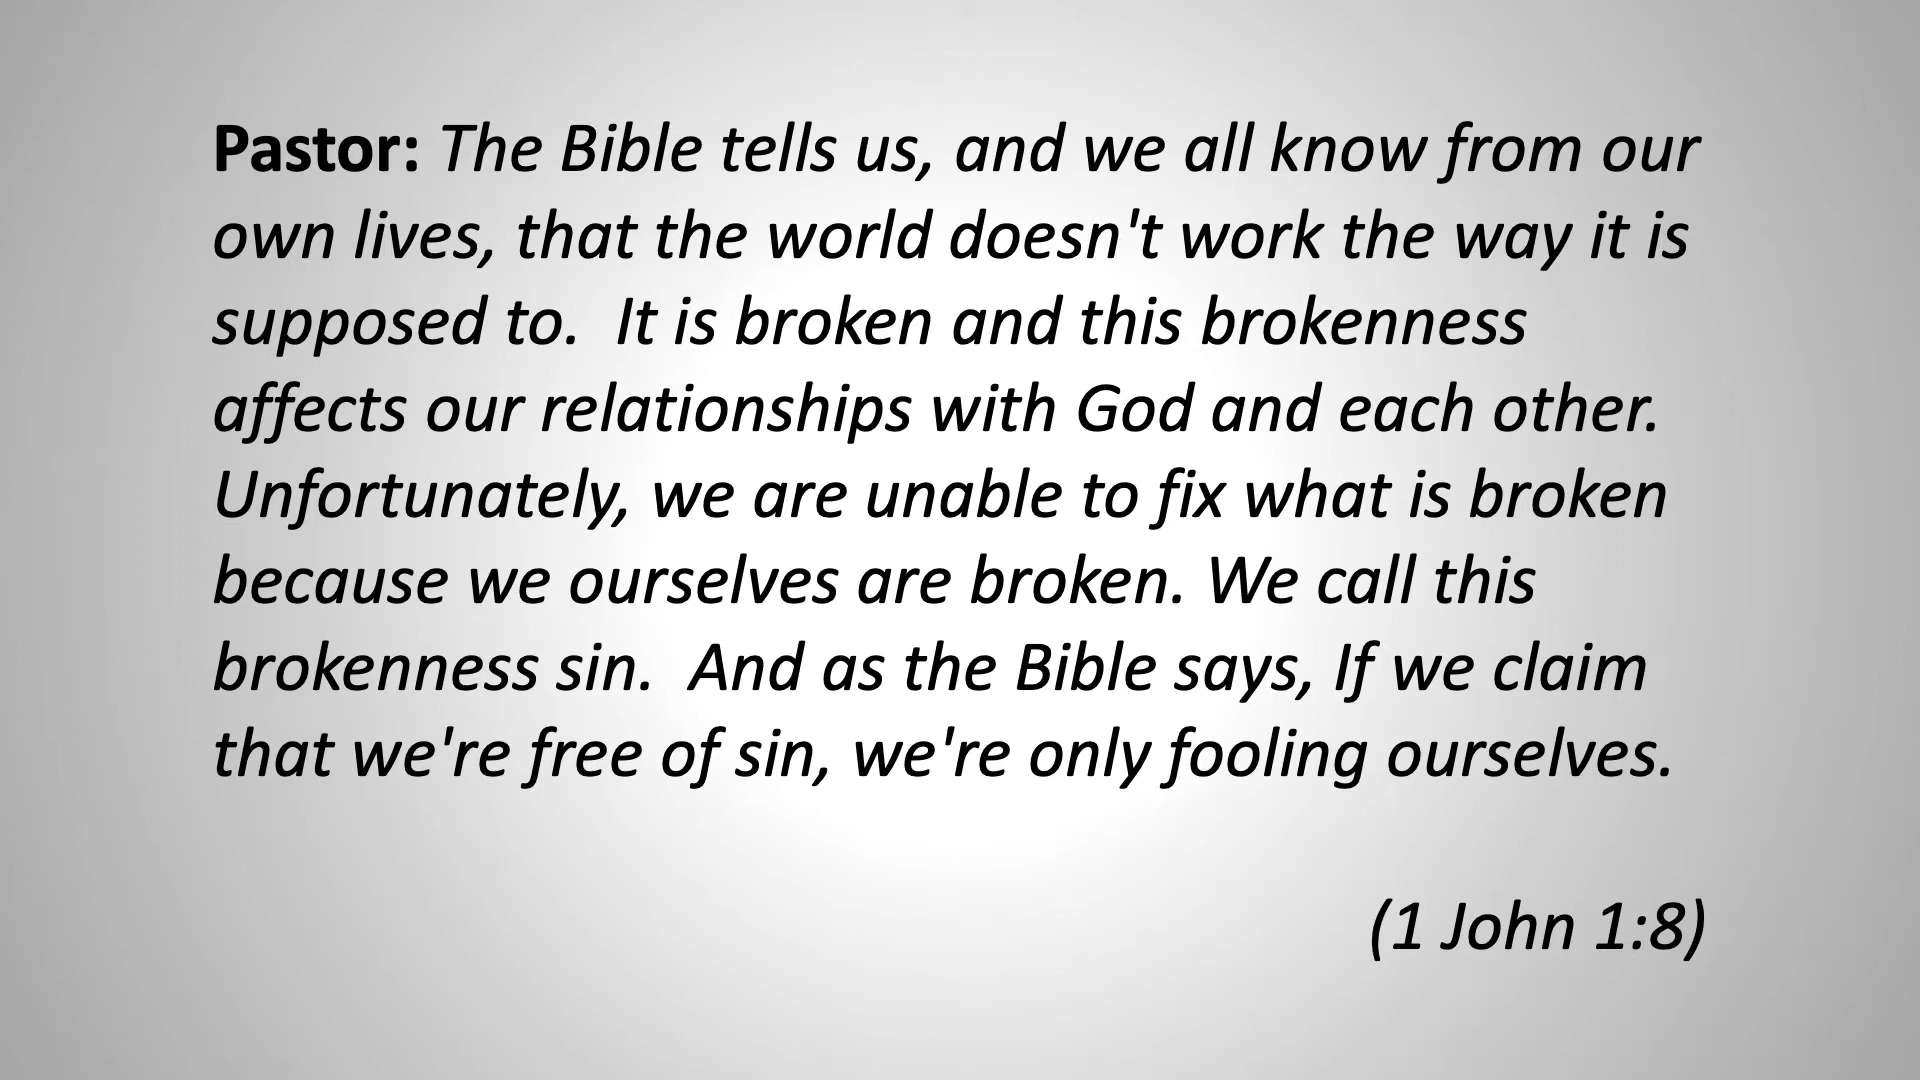 Pastor: The Bible tells us, and we all know from our
own lives, that the world doesn't work the way it is
supposed to.  It is broken and this brokenness
affects our relationships with God and each other.
Unfortunately, we are unable to fix what is broken
because we ourselves are broken. We call this
brokenness sin.  And as the Bible says, If we claim
that we're free of sin, we're only fooling ourselves.
(1 John 1:8)